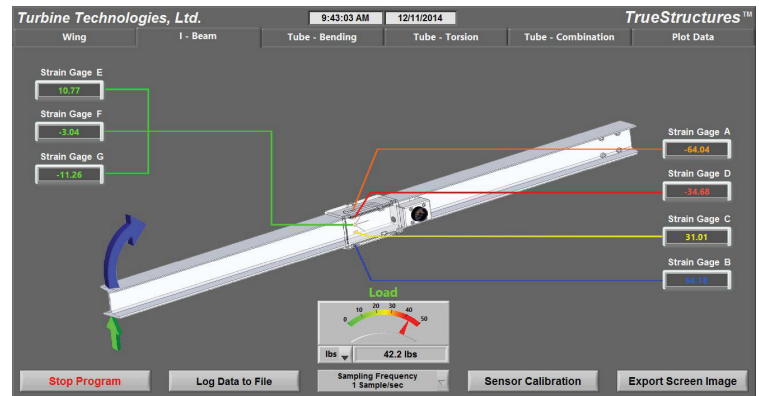 Turbine Technologies, Ltd. 9:43:03 AM 12/11/2014 TrueStructures™
Wing I - Beam Tube - Bending Tube - Torsion Tube - Combination Plot Data
Strain Gage E
10.77
Strain Gage F
-3.04
Strain Gage G
-11.26
Strain Gage A
-64.04
Strain Gage D
-34.68
Strain Gage C
31.01
Strain Gage B
Load
0 10 20 30 40 50
lbs 42.2 lbs
Stop Program Log Data to File Sampling Frequency Sensor Calibration Export Screen Image
1 Sample/sec